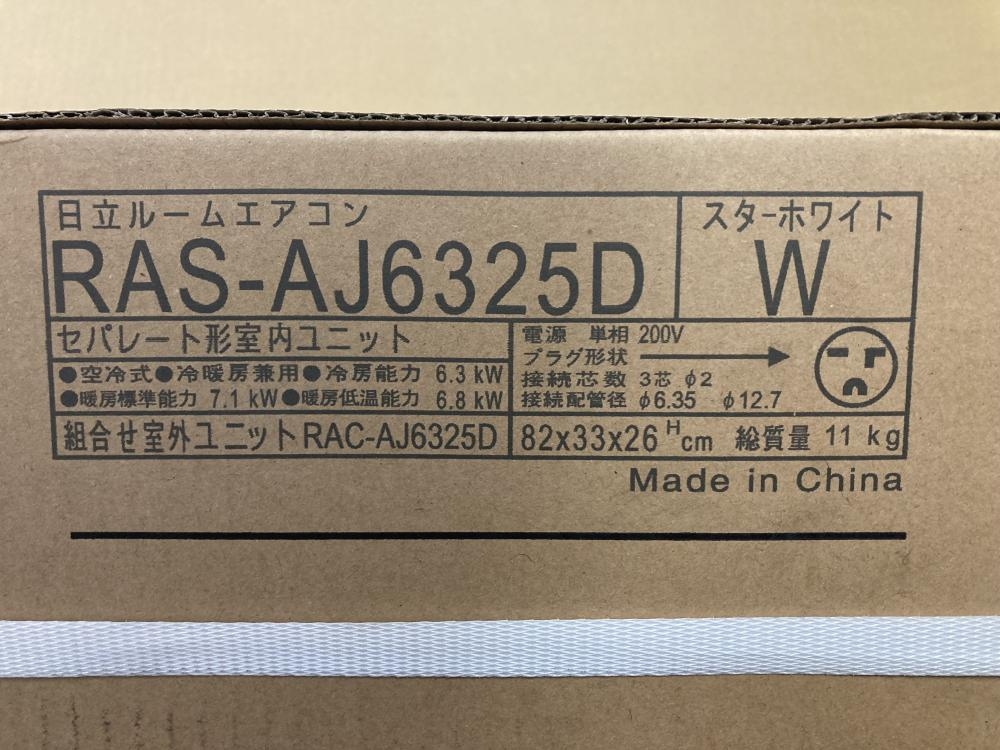 日立ルームエアコン
RAS-AJ6325D
スターホワイト
W
セパレート形室内ユニット
●空冷式●冷暖房兼用●冷房能力 6.3 kW
●暖房標準能力 7.1 kW●暖房低温能力 6.8 kW
電源 単相 200V
プラグ形状
接続芯数 3芯 φ2
接続配管径 φ6.35 φ12.7
組合せ室外ユニットRAC-AJ6325D
82x33x26ᴴcm 総質量 11 kg
Made in China